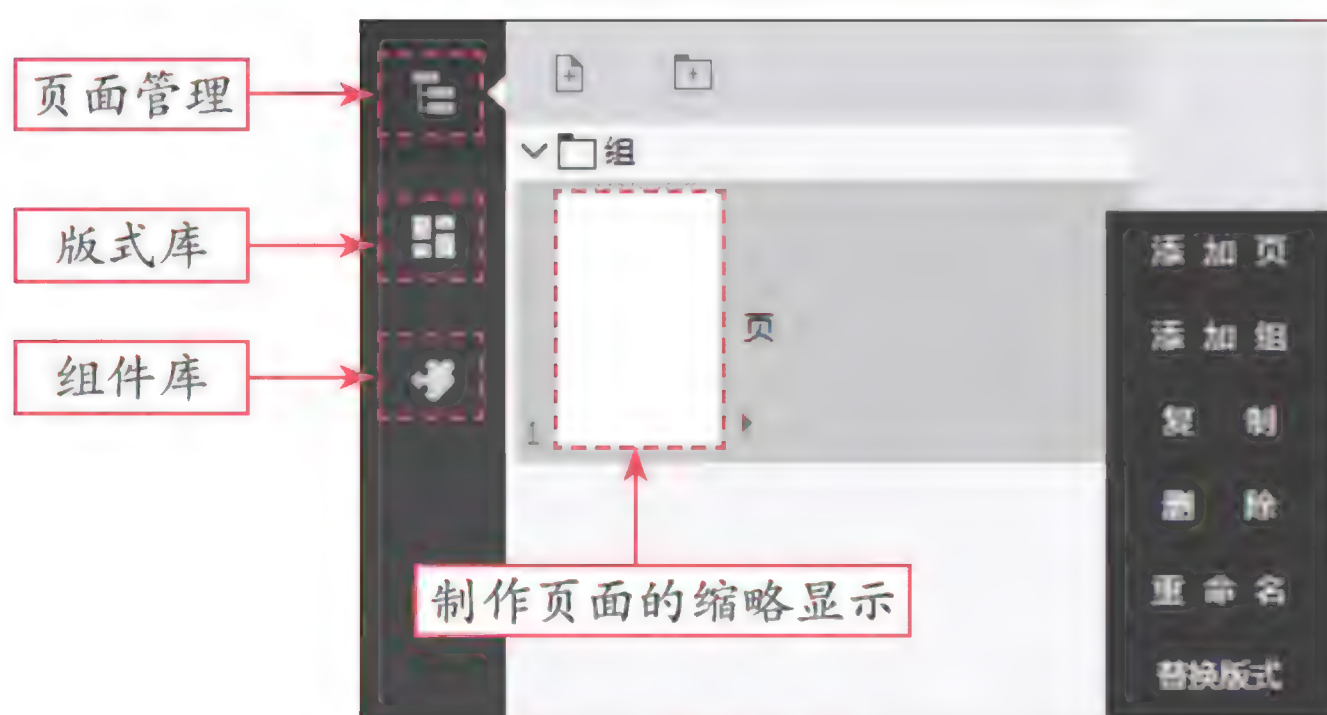 页面管理
组
版式库
添加页
页
添加组
组件库
复制
1
删除
制作页面的缩略显示
重命名
替换版式